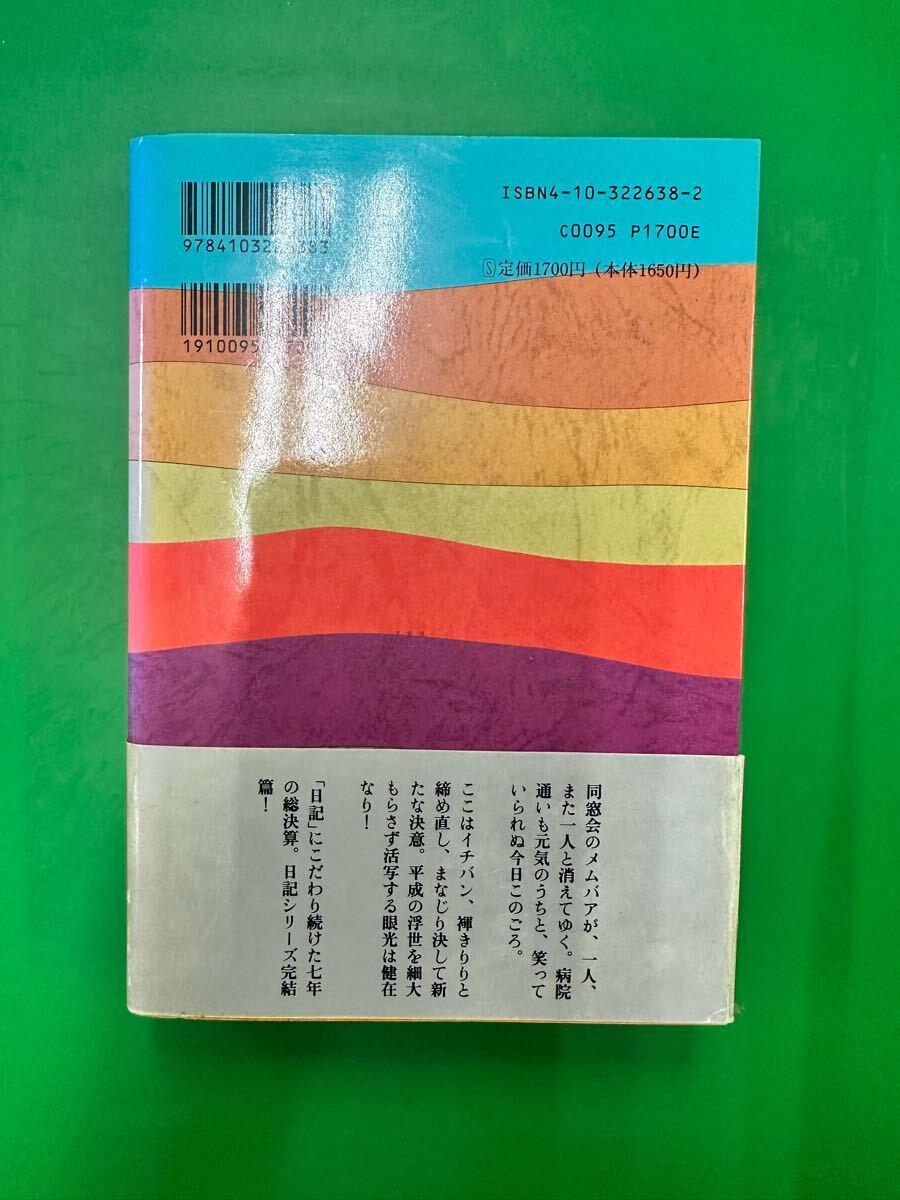 ISBN4-10-322638-2
C0095 P1700E
Ⓢ定価1700円（本体1650円）
同窓会のメムバアが、一人、
また一人と消えてゆく。病院
通いも元気のうちと、笑って
いられぬ今日このごろ。
ここはイチバン、褌きりりと
締め直し、まなじり決して新
たな決意。平成の浮世を細大
もらさず活写する眼光は健在
なり！
「日記」にこだわり続けた七年
の総決算。日記シリーズ完結
篇！